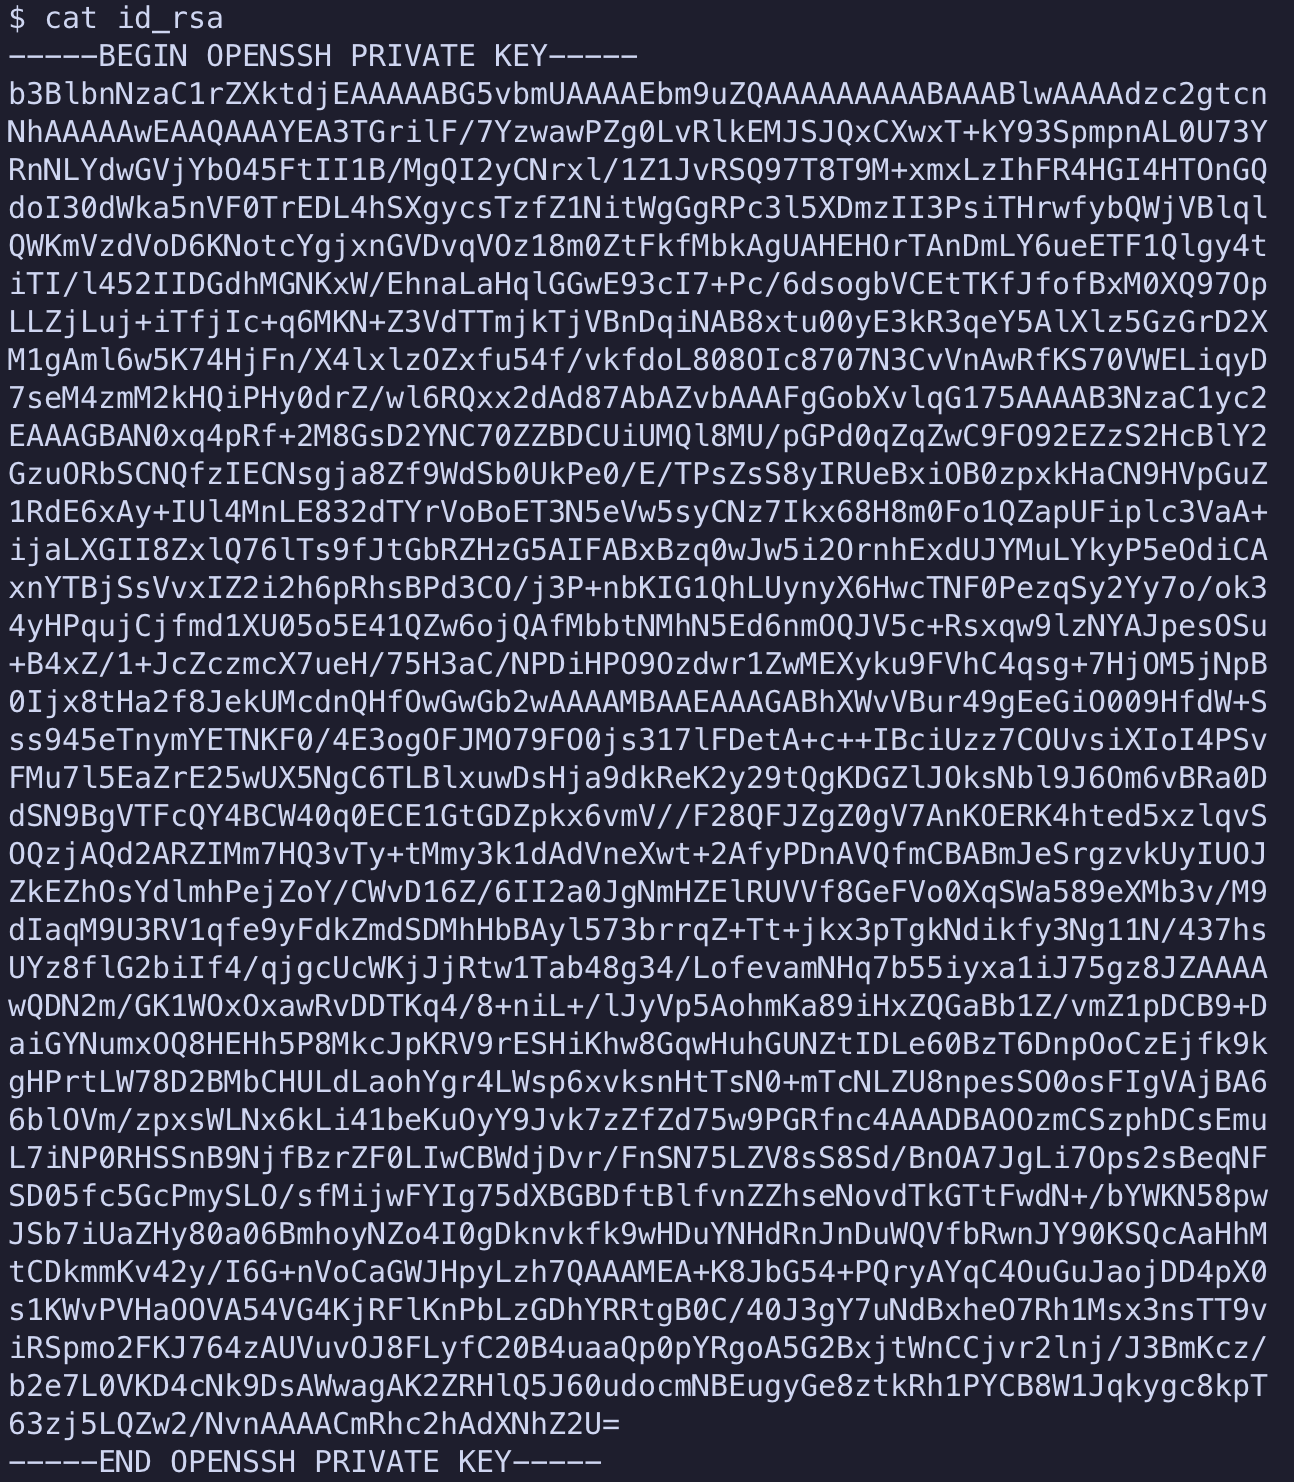 $ cat id_rsa
-----BEGIN OPENSSH PRIVATE KEY-----
b3BlbnNzaC1rZXktdjEAAAAABG5vbmUAAAAEbm9uZQAAAAAAAAABAAABlwAAAAdzc2gtcn
NhAAAAAwEAAQAAAYEA3TGrilF/7YzwawPZg0LvRlkEMJSJQxCXwxT+kY93SpmpnAL0U73Y
RnNLYdwGVjYbO45FtII1B/MgQI2yCNrxl/1Z1JvRSQ97T8T9M+xmxLzIhFR4HGI4HTOnGQ
doI30dWka5nVF0TrEDL4hSXgycsTzfZ1NitWgGgRPc3l5XDmzII3PsiTHrwfybQWjVBlql
QWKmVzdVoD6KNotcYgjxnGVDvqVOz18m0ZtFkfMbkAgUAHEHOrTAnDmLY6ueETF1Qlgy4t
iTI/l452IIDGdhMGNKxW/EhnaLaHqlGGwE93cI7+Pc/6dsogbVCEtTKfJfofBxM0XQ97Op
LLZjLuj+iTfjIc+q6MKN+Z3VdTTmjkTjVBnDqiNAB8xtu00yE3kR3qeY5AlXlz5GzGrD2X
M1gAml6w5K74HjFn/X4lxlzOZxfu54f/vkfdoL808OIc8707N3CvVnAwRfKS70VWELiqyD
7seM4zmM2kHQiPHy0drZ/wl6RQxx2dAd87AbAZvbAAAFgGobXvlqG175AAAAB3NzaC1yc2
EAAAGBAN0xq4pRf+2M8GsD2YNC70ZZBDCUiUMQl8MU/pGPd0qZqZwC9FO92EZzS2HcBlY2
GzuORbSCNQfzIECNsgja8Zf9WdSb0UkPe0/E/TPsZsS8yIRUeBxiOB0zpxkHaCN9HVpGuZ
1RdE6xAy+IUl4MnLE832dTYrVoBoET3N5eVw5syCNz7Ikx68H8m0Fo1QZapUFiplc3VaA+
ijaLXGII8ZxlQ76lTs9fJtGbRZHzG5AIFABxBzq0wJw5i2OrnhExdUJYMuLYkyP5eOdiCA
xnYTBjSsVvxIZ2i2h6pRhsBPd3CO/j3P+nbKIG1QhLUynyX6HwcTNF0PezqSy2Yy7o/ok3
4yHPqujCjfmd1XU05o5E41QZw6ojQAfMbbtNMhN5Ed6nmOQJV5c+Rsxqw9lzNYAJpesOSu
+B4xZ/1+JcZczmcX7ueH/75H3aC/NPDiHPO9Ozdwr1ZwMEXyku9FVhC4qsg+7HjOM5jNpB
0Ijx8tHa2f8JekUMcdnQHfOwGwGb2wAAAAMBAAEAAAGABhXWvVBur49gEeGiO009HfdW+S
ss945eTnymYETNKF0/4E3ogOFJMO79FO0js317lFDetA+c++IBciUzz7COUvsiXIoI4PSv
FMu7l5EaZrE25wUX5NgC6TLBlxuwDsHja9dkReK2y29tQgKDGZlJOksNbl9J6Om6vBRa0D
dSN9BgVTFcQY4BCW40q0ECE1GtGDZpkx6vmV//F28QFJZgZ0gV7AnKOERK4hted5xzlqvS
OQzjAQd2ARZIMm7HQ3vTy+tMmy3k1dAdVneXwt+2AfyPDnAVQfmCBABmJeSrgzvkUyIUOJ
ZkEZhOsYdlmhPejZoY/CWvD16Z/6II2a0JgNmHZElRUVVf8GeFVo0XqSWa589eXMb3v/M9
dIaqM9U3RV1qfe9yFdkZmdSDMhHbBAyl573brrqZ+Tt+jkx3pTgkNdikfy3Ng11N/437hs
UYz8flG2biIf4/qjgcUcWKjJjRtw1Tab48g34/LofevamNHq7b55iyxa1iJ75gz8JZAAAA
wQDN2m/GK1WOxOxawRvDDTKq4/8+niL+/lJyVp5AohmKa89iHxZQGaBb1Z/vmZ1pDCB9+D
aiGYNumxOQ8HEHh5P8MkcJpKRV9rESHiKhw8GqwHuhGUNZtIDLe60BzT6DnpOoCzEjfk9k
gHPrtLW78D2BMbCHULdLaohYgr4LWsp6xvksnHtTsN0+mTcNLZU8npesSO0osFIgVAjBA6
6blOVm/zpxsWLNx6kLi41beKuOyY9Jvk7zZfZd75w9PGRfnc4AAADBAOOzmCSzphDCsEmu
L7iNP0RHSSnB9NjfBzrZF0LIwCBWdjDvr/FnSN75LZV8sS8Sd/BnOA7JgLi7Ops2sBeqNF
SD05fc5GcPmySLO/sfMijwFYIg75dXBGBDftBlfvnZZhseNovdTkGTtFwdN+/bYWKN58pw
JSb7iUaZHy80a06BmhoyNZo4I0gDknvkfk9wHDuYNHdRnJnDuWQVfbRwnJY90KSQcAaHhM
tCDkmmKv42y/I6G+nVoCaGWJHpyLzh7QAAAMEA+K8JbG54+PQryAYqC4OuGuJaojDD4pX0
s1KWvPVHaOOVA54VG4KjRFlKnPbLzGDhYRRtgB0C/40J3gY7uNdBxheO7Rh1Msx3nsTT9v
iRSpmo2FKJ764zAUVuvOJ8FLyfC20B4uaaQp0pYRgoA5G2BxjtWnCCjvr2lnj/J3BmKcz/
b2e7L0VKD4cNk9DsAWwagAK2ZRHlQ5J60udocmNBEugyGe8ztkRh1PYCB8W1Jqkygc8kpT
63zj5LQZw2/NvnAAAACmRhc2hAdXNhZ2U=
-----END OPENSSH PRIVATE KEY-----